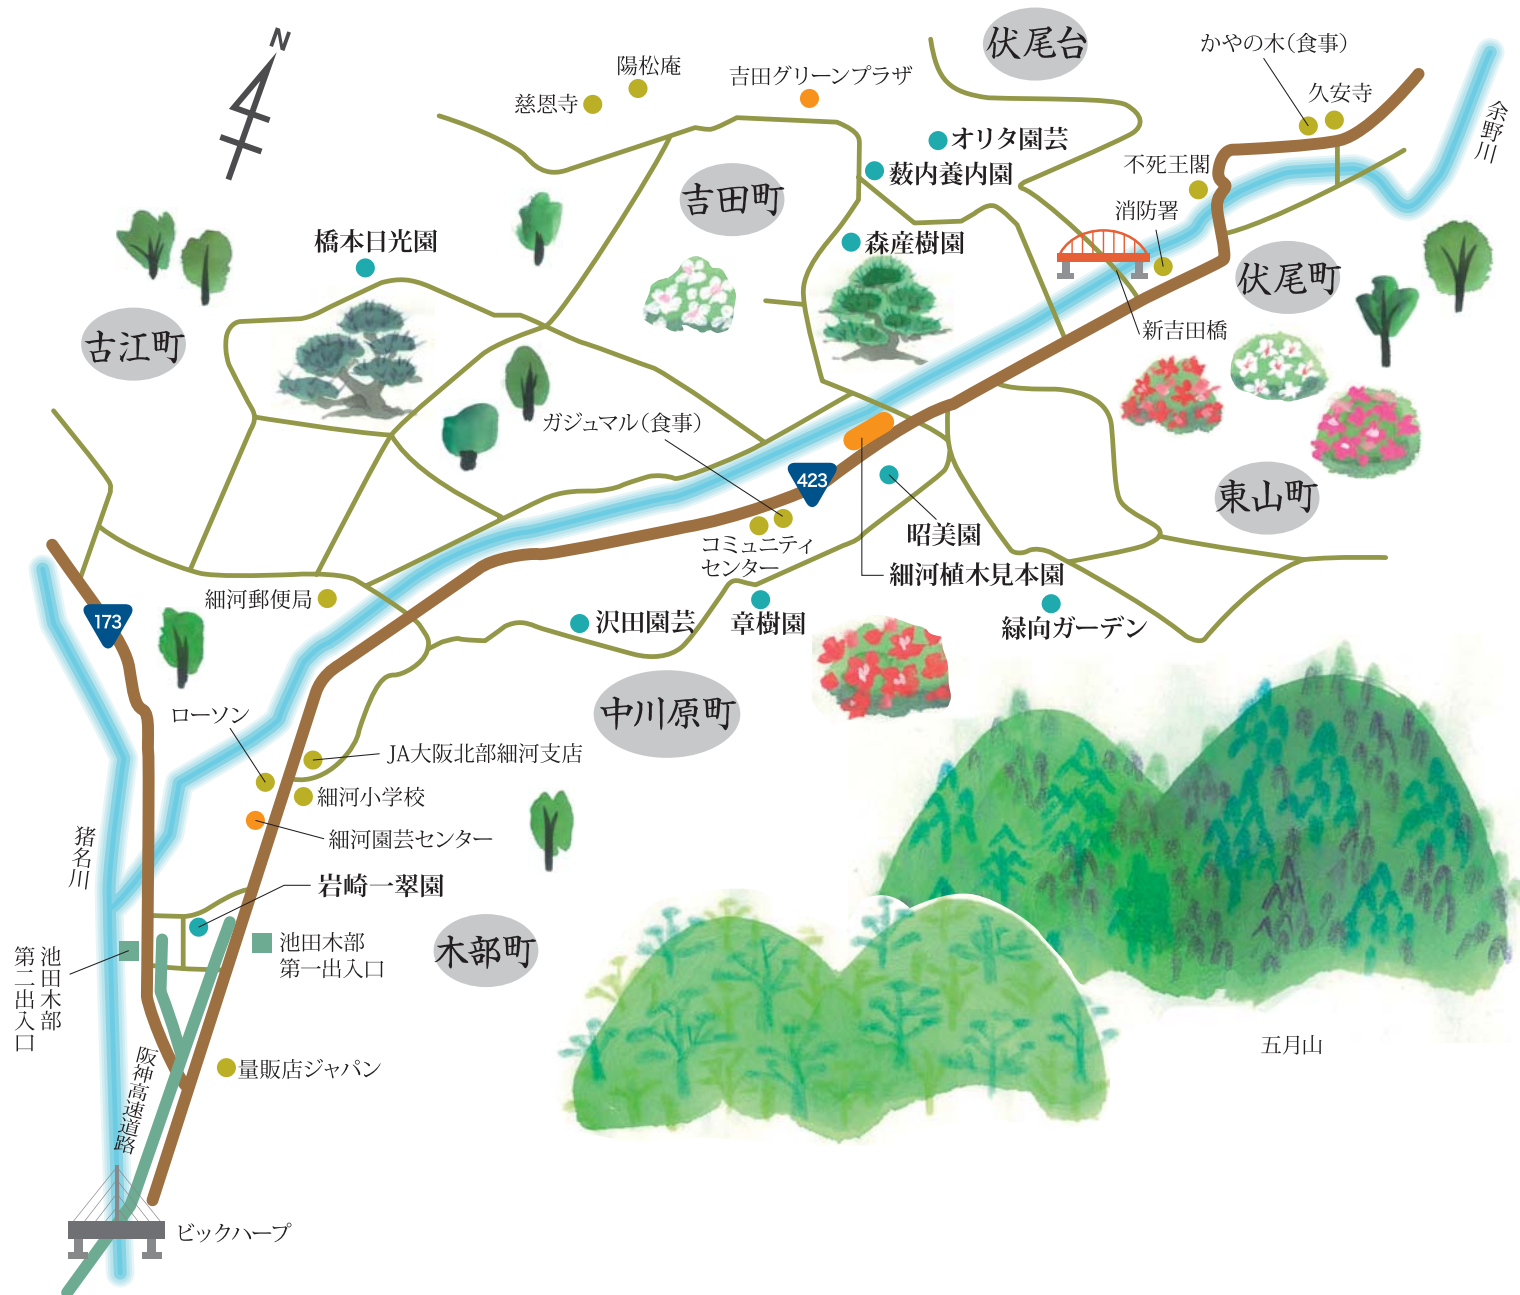 N
伏尾台
かやの木(食事)
陽松庵
慈恩寺
吉田グリーンプラザ
久安寺
余野川
オリタ園芸
薮内養内園
不死王閣
吉田町
消防署
橋本日光園
森産樹園
伏尾町
新吉田橋
古江町
ガジュマル(食事)
423
東山町
昭美園
コミュニティ
センター
細河植木見本園
細河郵便局
173
沢田園芸
章樹園
緑向ガーデン
中川原町
ローソン
JA大阪北部細河支店
細河小学校
細河園芸センター
猪名川
岩崎一翠園
木部町
池田木部
第一出入口
池田木部
第二出入口
五月山
阪神高速道路
量販店ジャパン
ビックハープ